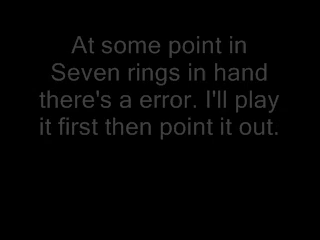 At some point in
Seven rings in hand
there's a error. I'll play
it first then point it out.